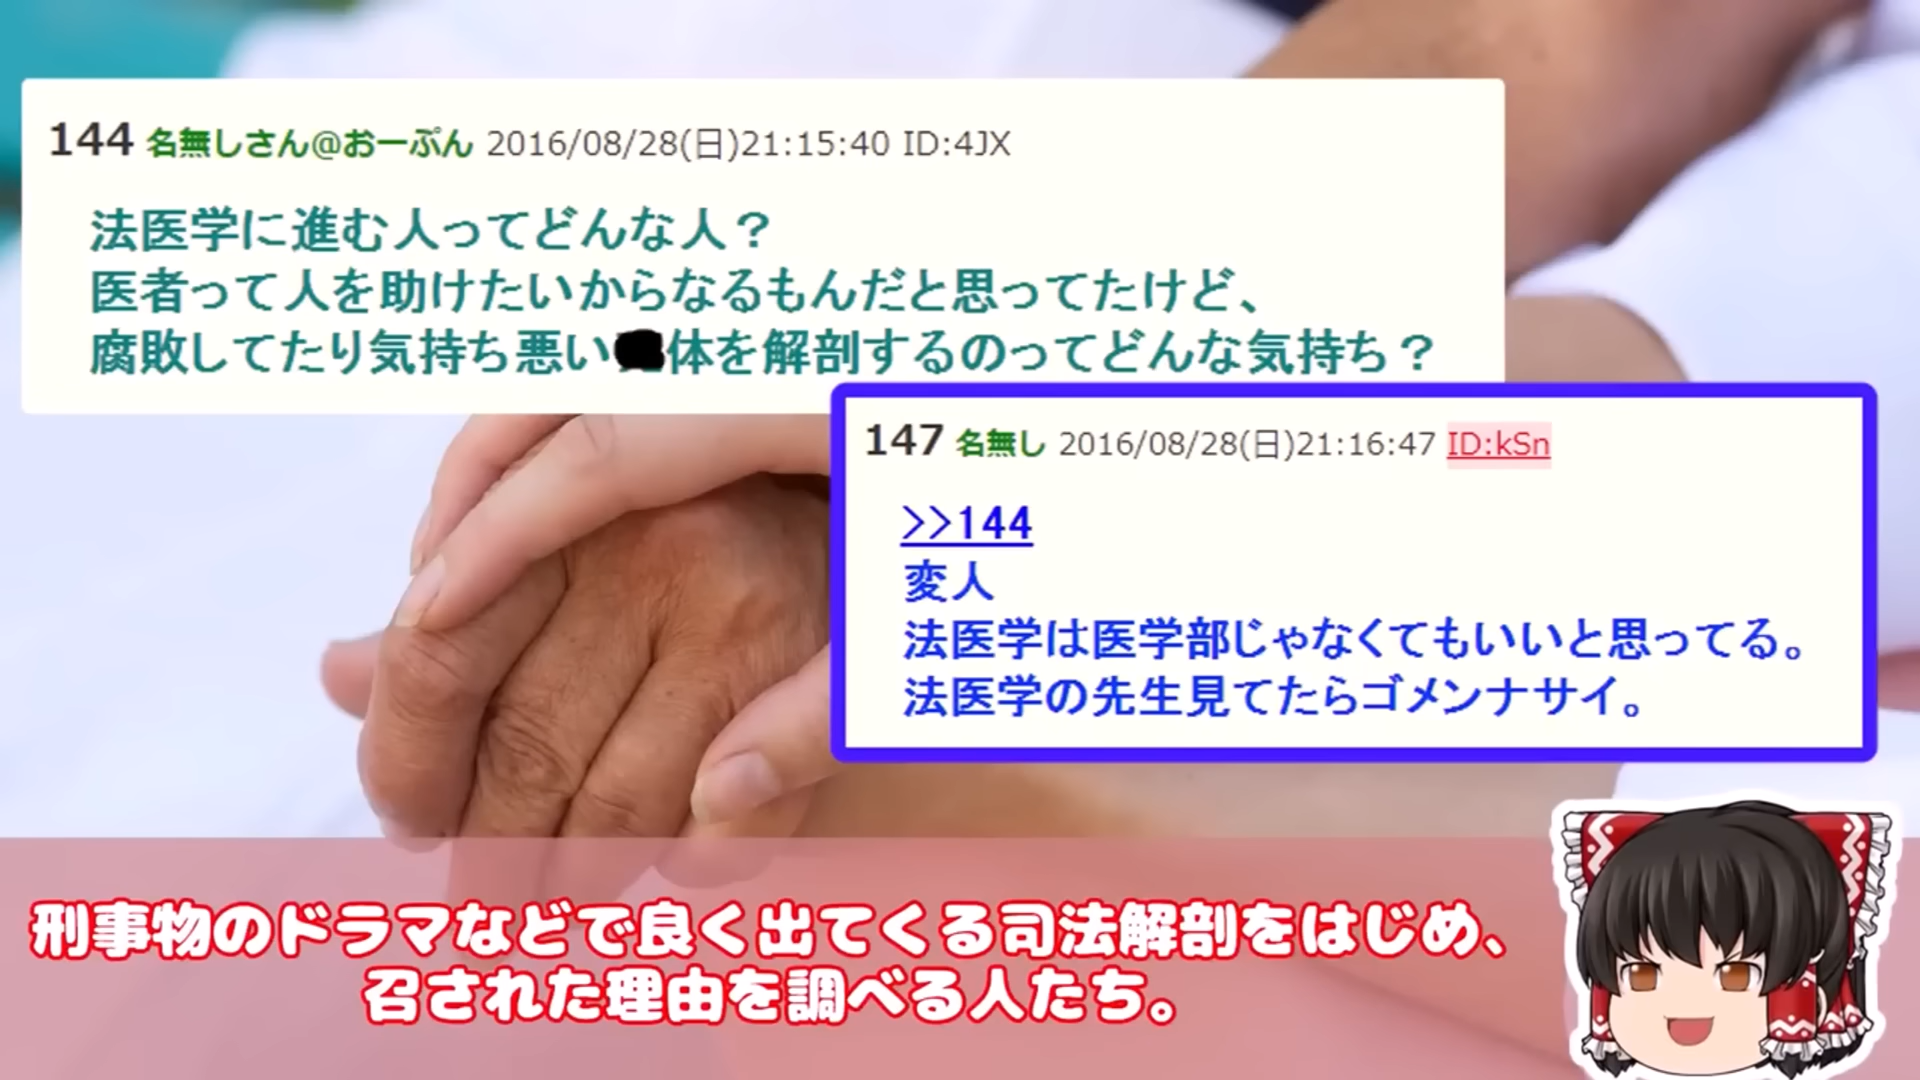 144 名無しさん@おーぷん 2016/08/28(日)21:15:40 ID:4JX
法医学に進む人ってどんな人？
医者って人を助けたいからなるもんだと思ってたけど、
腐敗してたり気持ち悪い体を解剖するのってどんな気持ち？
147 名無し 2016/08/28(日)21:16:47 ID:kSn
>>144
変人
法医学は医学部じゃなくてもいいと思ってる。
法医学の先生見てたらゴメンナサイ。
刑事物のドラマなどで良く出てくる司法解剖をはじめ、
召された理由を調べる人たち。